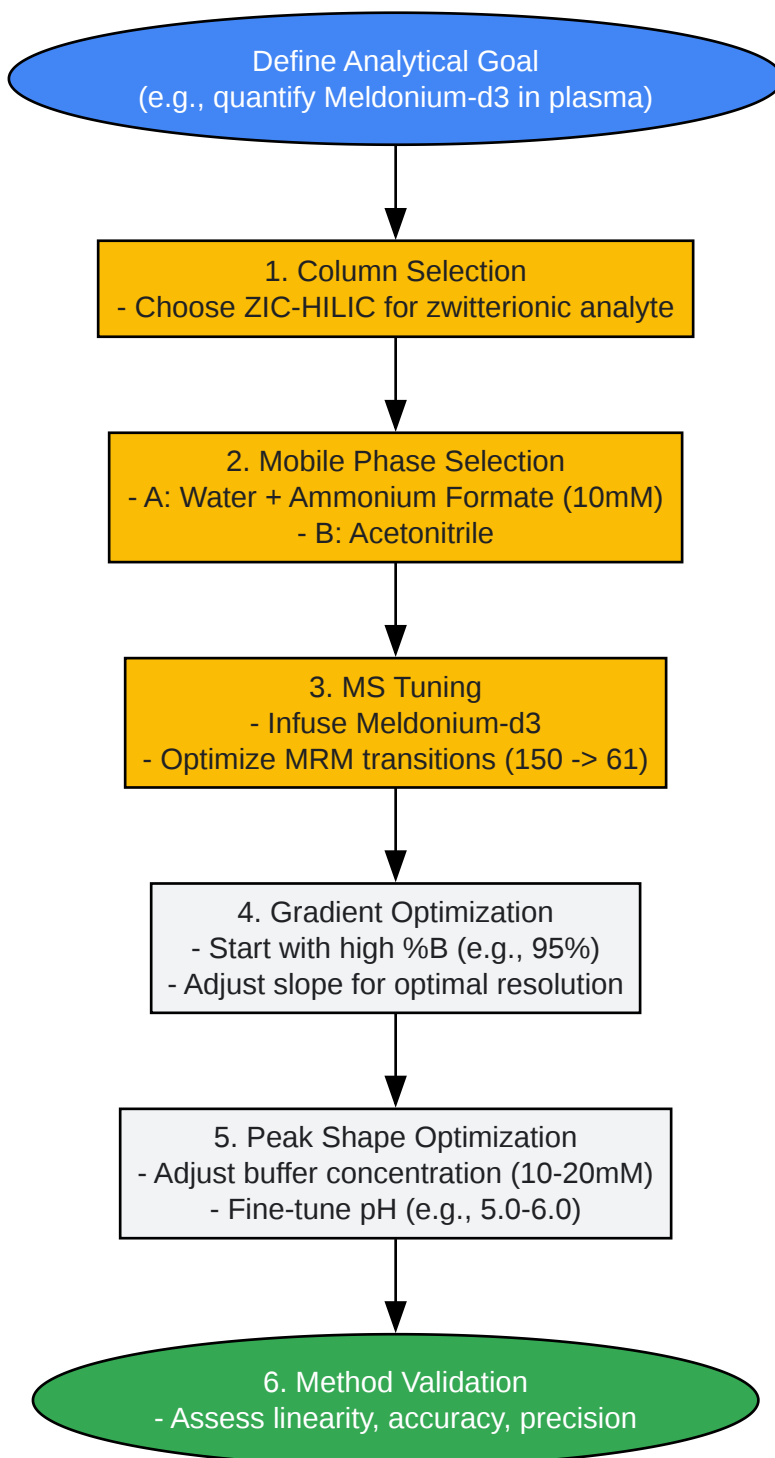 Define Analytical Goal
(e.g., quantify Meldonium-d3 in plasma)
1. Column Selection
- Choose ZIC-HILIC for zwitterionic analyte
2. Mobile Phase Selection
- A: Water + Ammonium Formate (10mM)
- B: Acetonitrile
3. MS Tuning
- Infuse Meldonium-d3
- Optimize MRM transitions (150 -> 61)
4. Gradient Optimization
- Start with high %B (e.g., 95%)
- Adjust slope for optimal resolution
5. Peak Shape Optimization
- Adjust buffer concentration (10-20mM)
- Fine-tune pH (e.g., 5.0-6.0)
6. Method Validation
- Assess linearity, accuracy, precision